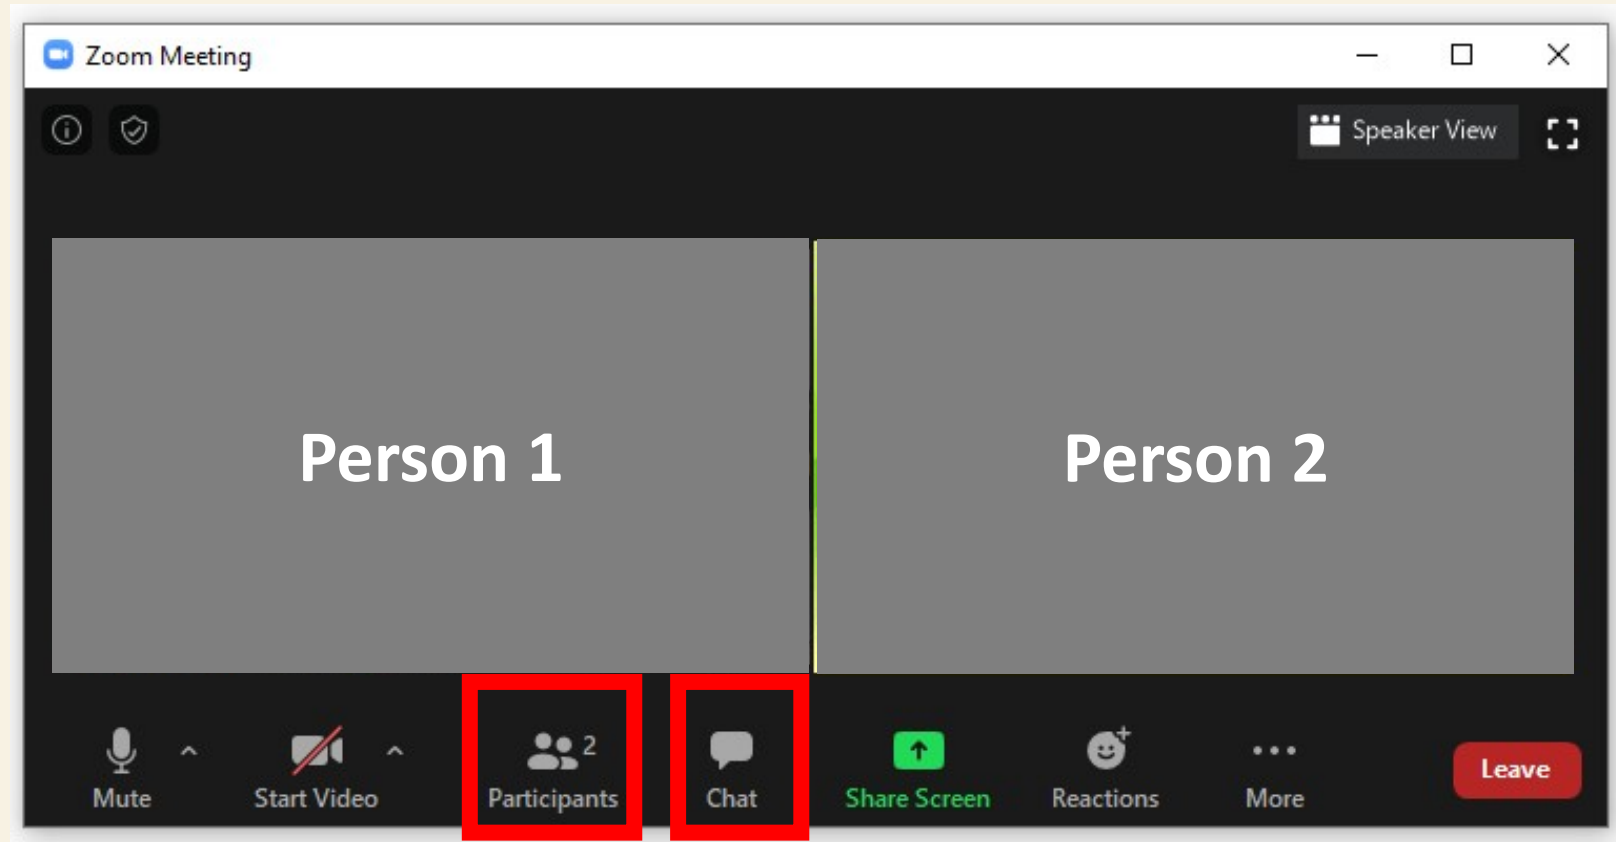 Zoom Meeting
Speaker View
Person 1
Person 2
2
Mute
Start Video
Participants
Chat
Share Screen
Reactions
More
Leave